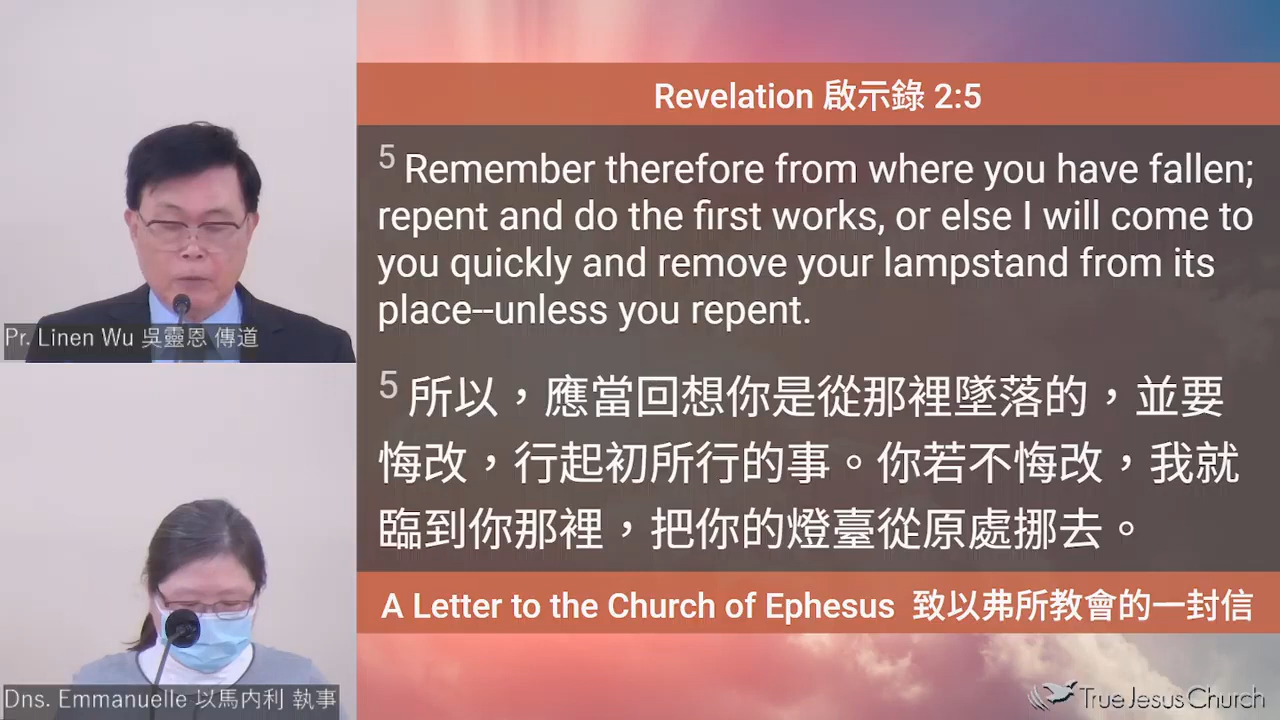 Revelation 啟示錄 2:5
5 Remember therefore from where you have fallen;
repent and do the first works, or else I will come to
you quickly and remove your lampstand from its
place--unless you repent.
5 所以，應當回想你是從那裡墜落的，並要
悔改，行起初所行的事。你若不悔改，我就
臨到你那裡，把你的燈臺從原處挪去。
A Letter to the Church of Ephesus 致以弗所教會的一封信
Pr. Linen Wu 吳靈恩 傳道
Dns. Emmanuelle 以馬內利 執事
True Jesus Church